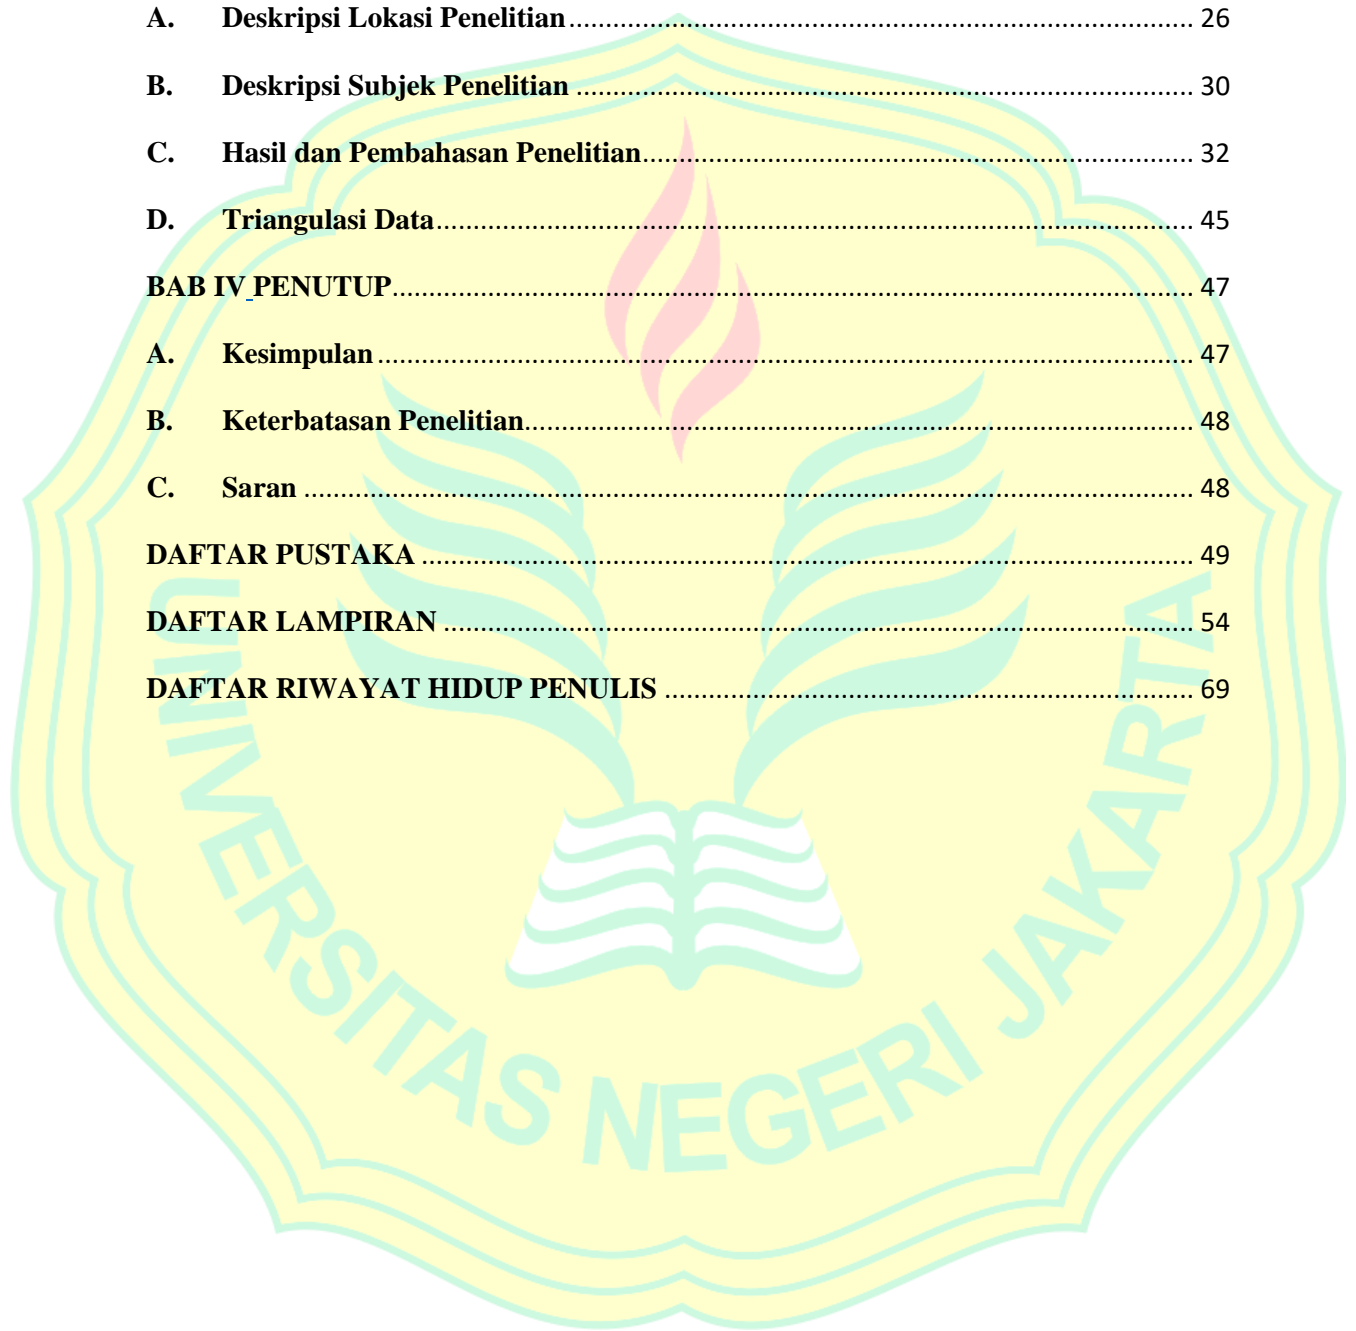 A. Deskripsi Lokasi Penelitian........................................................................................ 26
B. Deskripsi Subjek Penelitian ...................................................................................... 30
C. Hasil dan Pembahasan Penelitian............................................................................. 32
D. Triangulasi Data......................................................................................................... 45
BAB IV PENUTUP............................................................................................................... 47
A. Kesimpulan ................................................................................................................. 47
B. Keterbatasan Penelitian............................................................................................. 48
C. Saran ........................................................................................................................... 48
DAFTAR PUSTAKA ........................................................................................................... 49
DAFTAR LAMPIRAN ........................................................................................................ 54
DAFTAR RIWAYAT HIDUP PENULIS .......................................................................... 69
UNIVERSITAS NEGERI JAKARTA